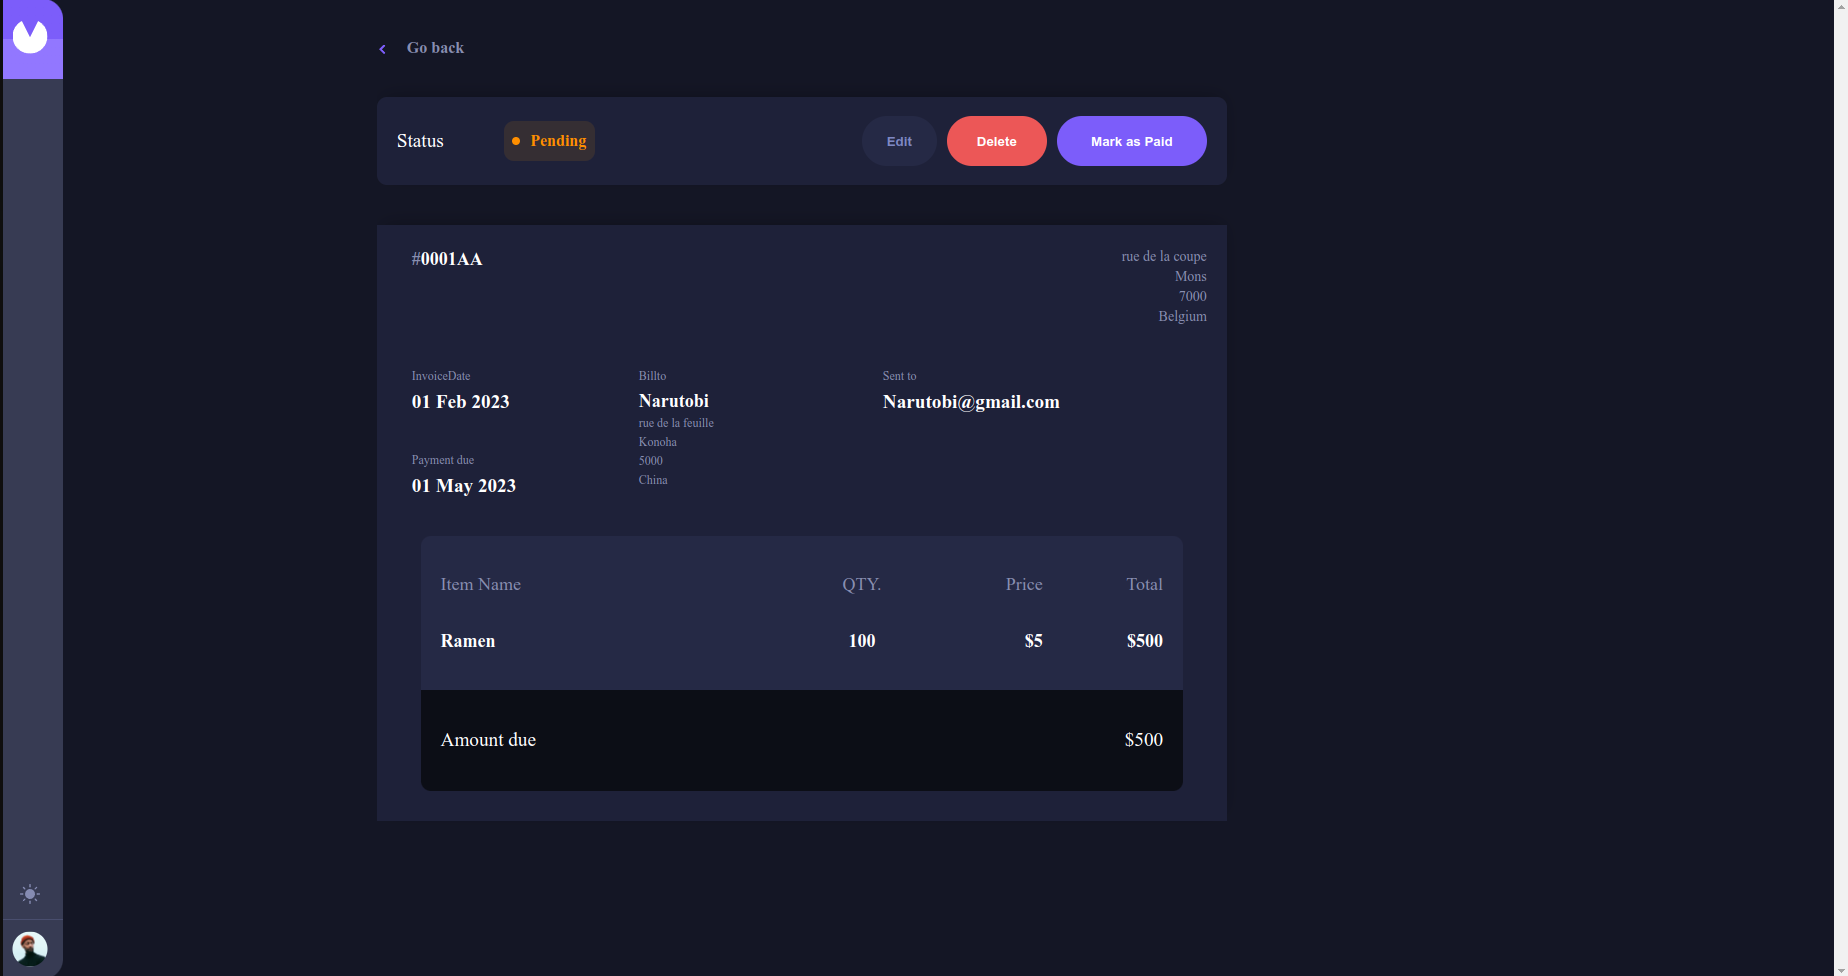 Go back
Status
Pending
Edit
Delete
Mark as Paid
#0001AA
rue de la coupe
Mons
7000
Belgium
InvoiceDate
01 Feb 2023
Payment due
01 May 2023
Billto
Narutobi
rue de la feuille
Konoha
5000
China
Sent to
Narutobi@gmail.com
Item Name QTY. Price Total
Ramen 100 $5 $500
Amount due $500